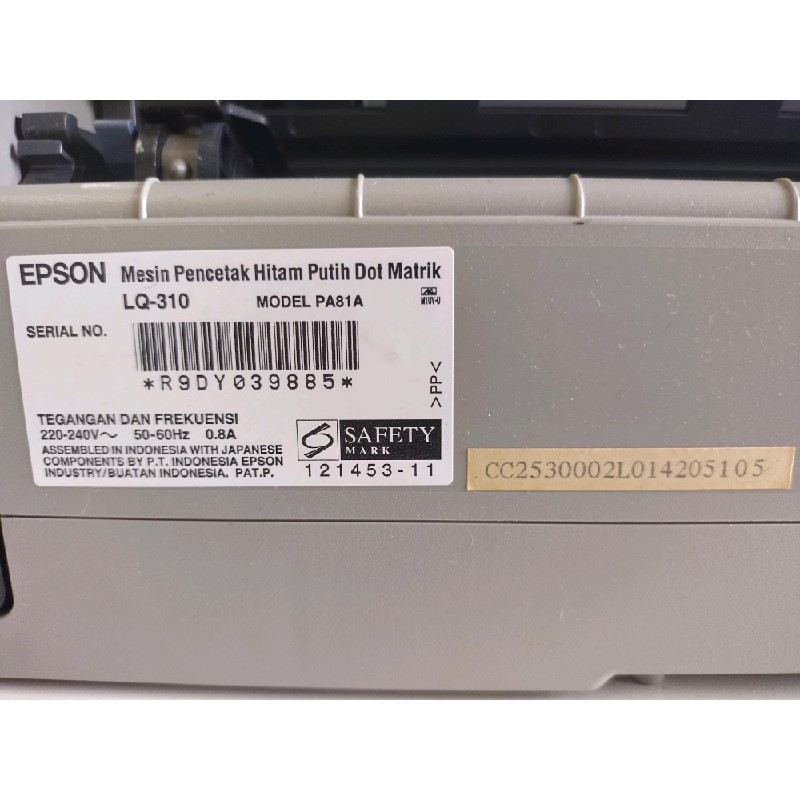 EPSON Mesin Pencetak Hitam Putih Dot Matrik
LQ-310 MODEL PA81A
SERIAL NO.
*R9DY039885*
>PP<
TEGANGAN DAN FREKUENSI
220-240V～ 50-60Hz 0.8A
ASSEMBLED IN INDONESIA WITH JAPANESE
COMPONENTS BY P.T. INDONESIA EPSON
INDUSTRY/BUATAN INDONESIA. PAT.P.
SAFETY
MARK
121453-11
CC2530002L014205105